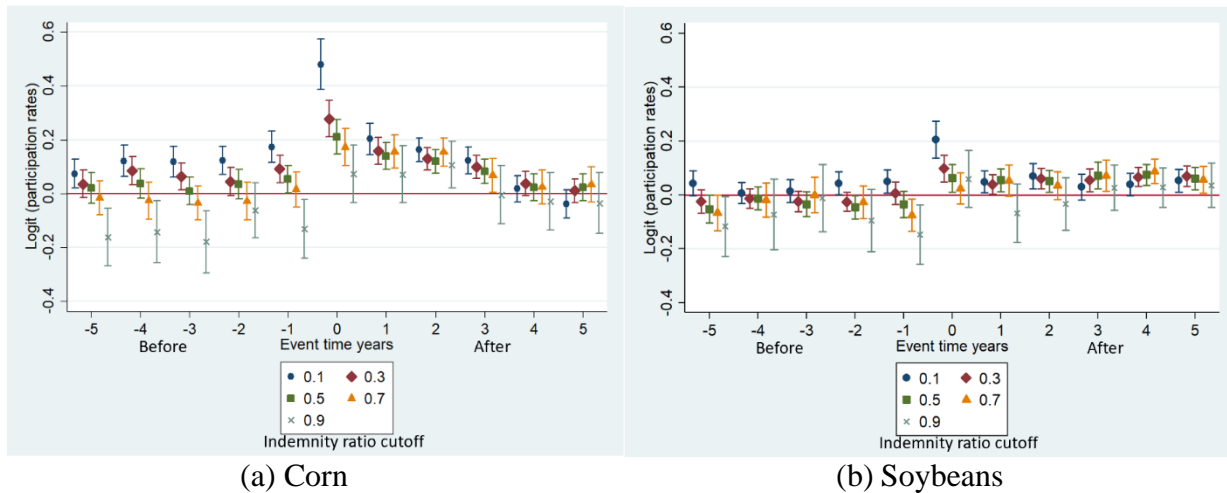 0.6
0.4
0.2
0.0
-0.2
-0.4
Logit (participation rates)
-5 -4 -3 -2 -1 0 1 2 3 4 5
Before Event time years After
0.1 0.3
0.5 0.7
0.9
Indemnity ratio cutoff
(a) Corn
0.6
0.4
0.2
0.0
-0.2
-0.4
Logit (participation rates)
-5 -4 -3 -2 -1 0 1 2 3 4 5
Before Event time years After
0.1 0.3
0.5 0.7
0.9
Indemnity ratio cutoff
(b) Soybeans